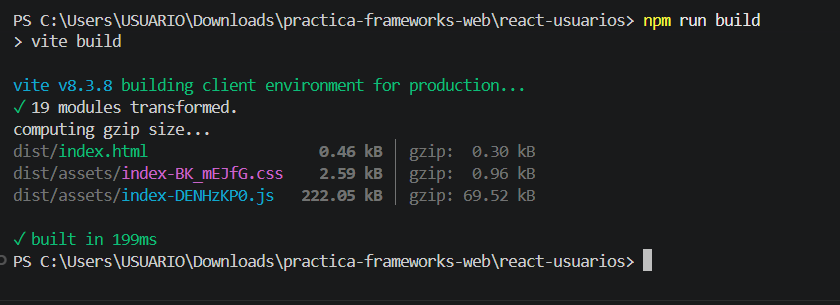 PS C:\Users\USUARIO\Downloads\practica-frameworks-web\react-usuarios> npm run build
> vite build
vite v8.3.8 building client environment for production...
✓ 19 modules transformed.
computing gzip size...
dist/index.html 0.46 kB │ gzip: 0.30 kB
dist/assets/index-BK_mEJfG.css 2.59 kB │ gzip: 0.96 kB
dist/assets/index-DENHzKP0.js 222.05 kB │ gzip: 69.52 kB
✓ built in 199ms
PS C:\Users\USUARIO\Downloads\practica-frameworks-web\react-usuarios>